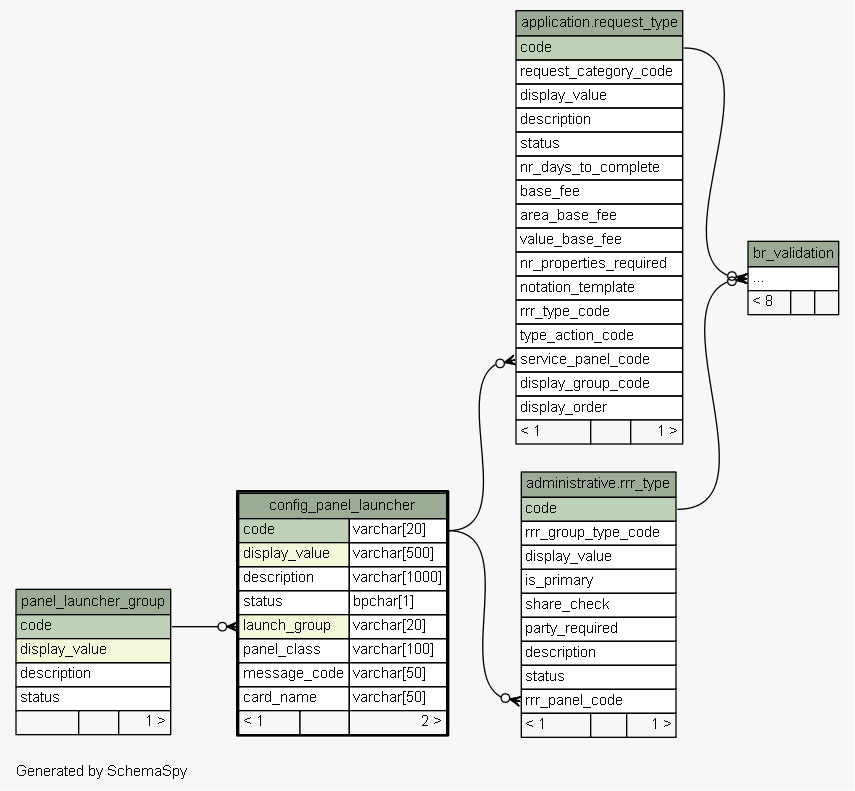 application.request_type
code
request_category_code
display_value
description
status
nr_days_to_complete
base_fee
area_base_fee
value_base_fee
nr_properties_required
notation_template
rrr_type_code
type_action_code
service_panel_code
display_group_code
display_order
< 1 1 >
br_validation
...
< 8
administrative.rrr_type
code
rrr_group_type_code
display_value
is_primary
share_check
party_required
description
status
rrr_panel_code
< 1 1 >
config_panel_launcher
code varchar[20]
display_value varchar[500]
description varchar[1000]
status bpchar[1]
launch_group varchar[20]
panel_class varchar[100]
message_code varchar[50]
card_name varchar[50]
< 1 2 >
panel_launcher_group
code
display_value
description
status
1 >
Generated by SchemaSpy